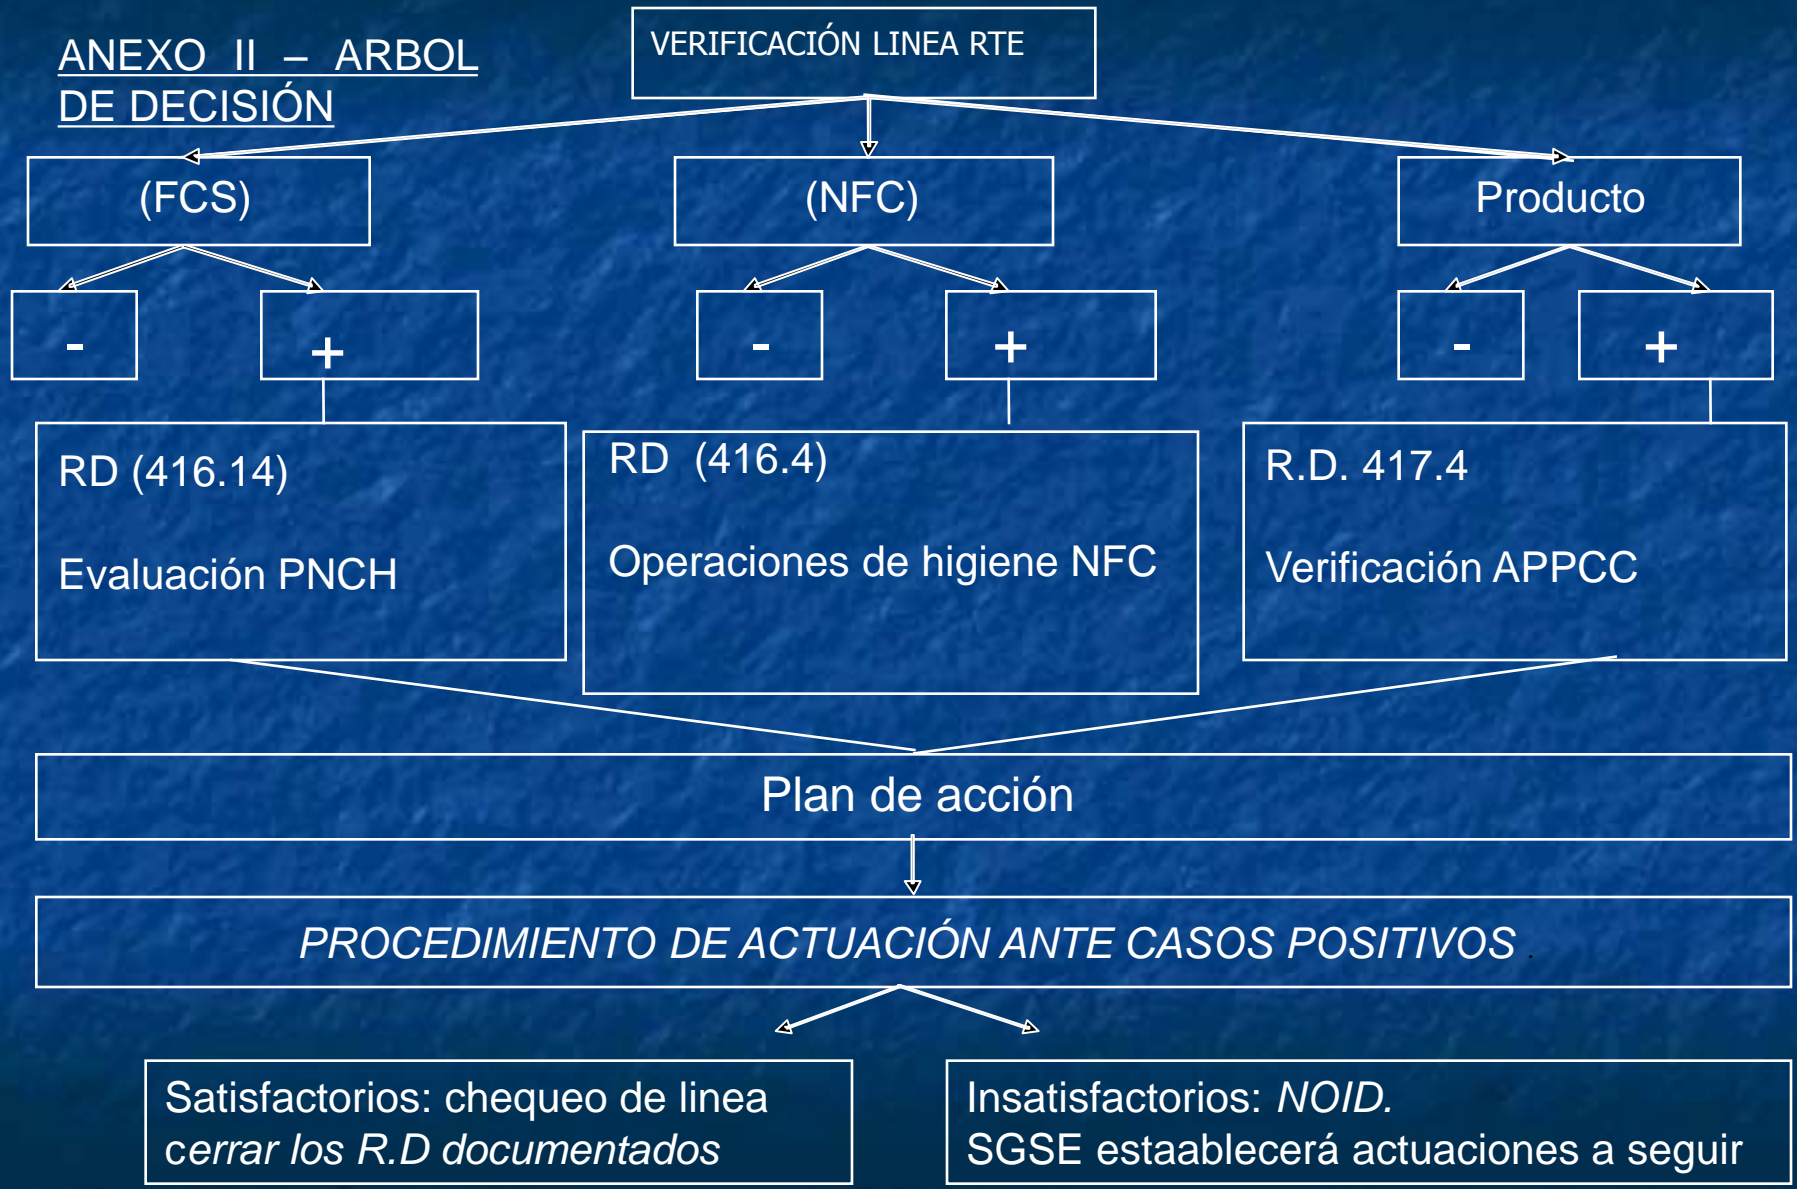 ANEXO II – ARBOL
DE DECISIÓN
VERIFICACIÓN LINEA RTE
(FCS)
(NFC)
Producto
-
+
-
+
-
+
RD (416.14)
Evaluación PNCH
RD (416.4)
Operaciones de higiene NFC
R.D. 417.4
Verificación APPCC
Plan de acción
PROCEDIMIENTO DE ACTUACIÓN ANTE CASOS POSITIVOS .
Satisfactorios: chequeo de linea
cerrar los R.D documentados
Insatisfactorios: NOID.
SGSE estaablecerá actuaciones a seguir